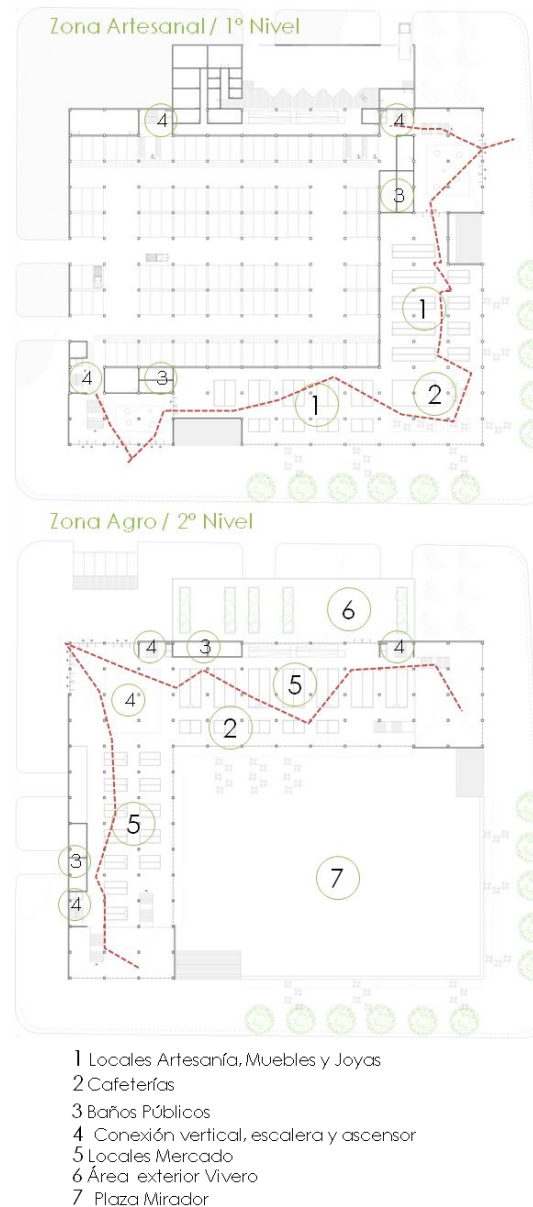 Zona Artesanal / 1º Nivel
4
4
3
1
4
3
1
2
Zona Agro / 2º Nivel
6
4
3
4
5
4
2
5
3
7
4
1 Locales Artesanía, Muebles y Joyas
2 Cafeterías
3 Baños Públicos
4 Conexión vertical, escalera y ascensor
5 Locales Mercado
6 Área exterior Vivero
7 Plaza Mirador